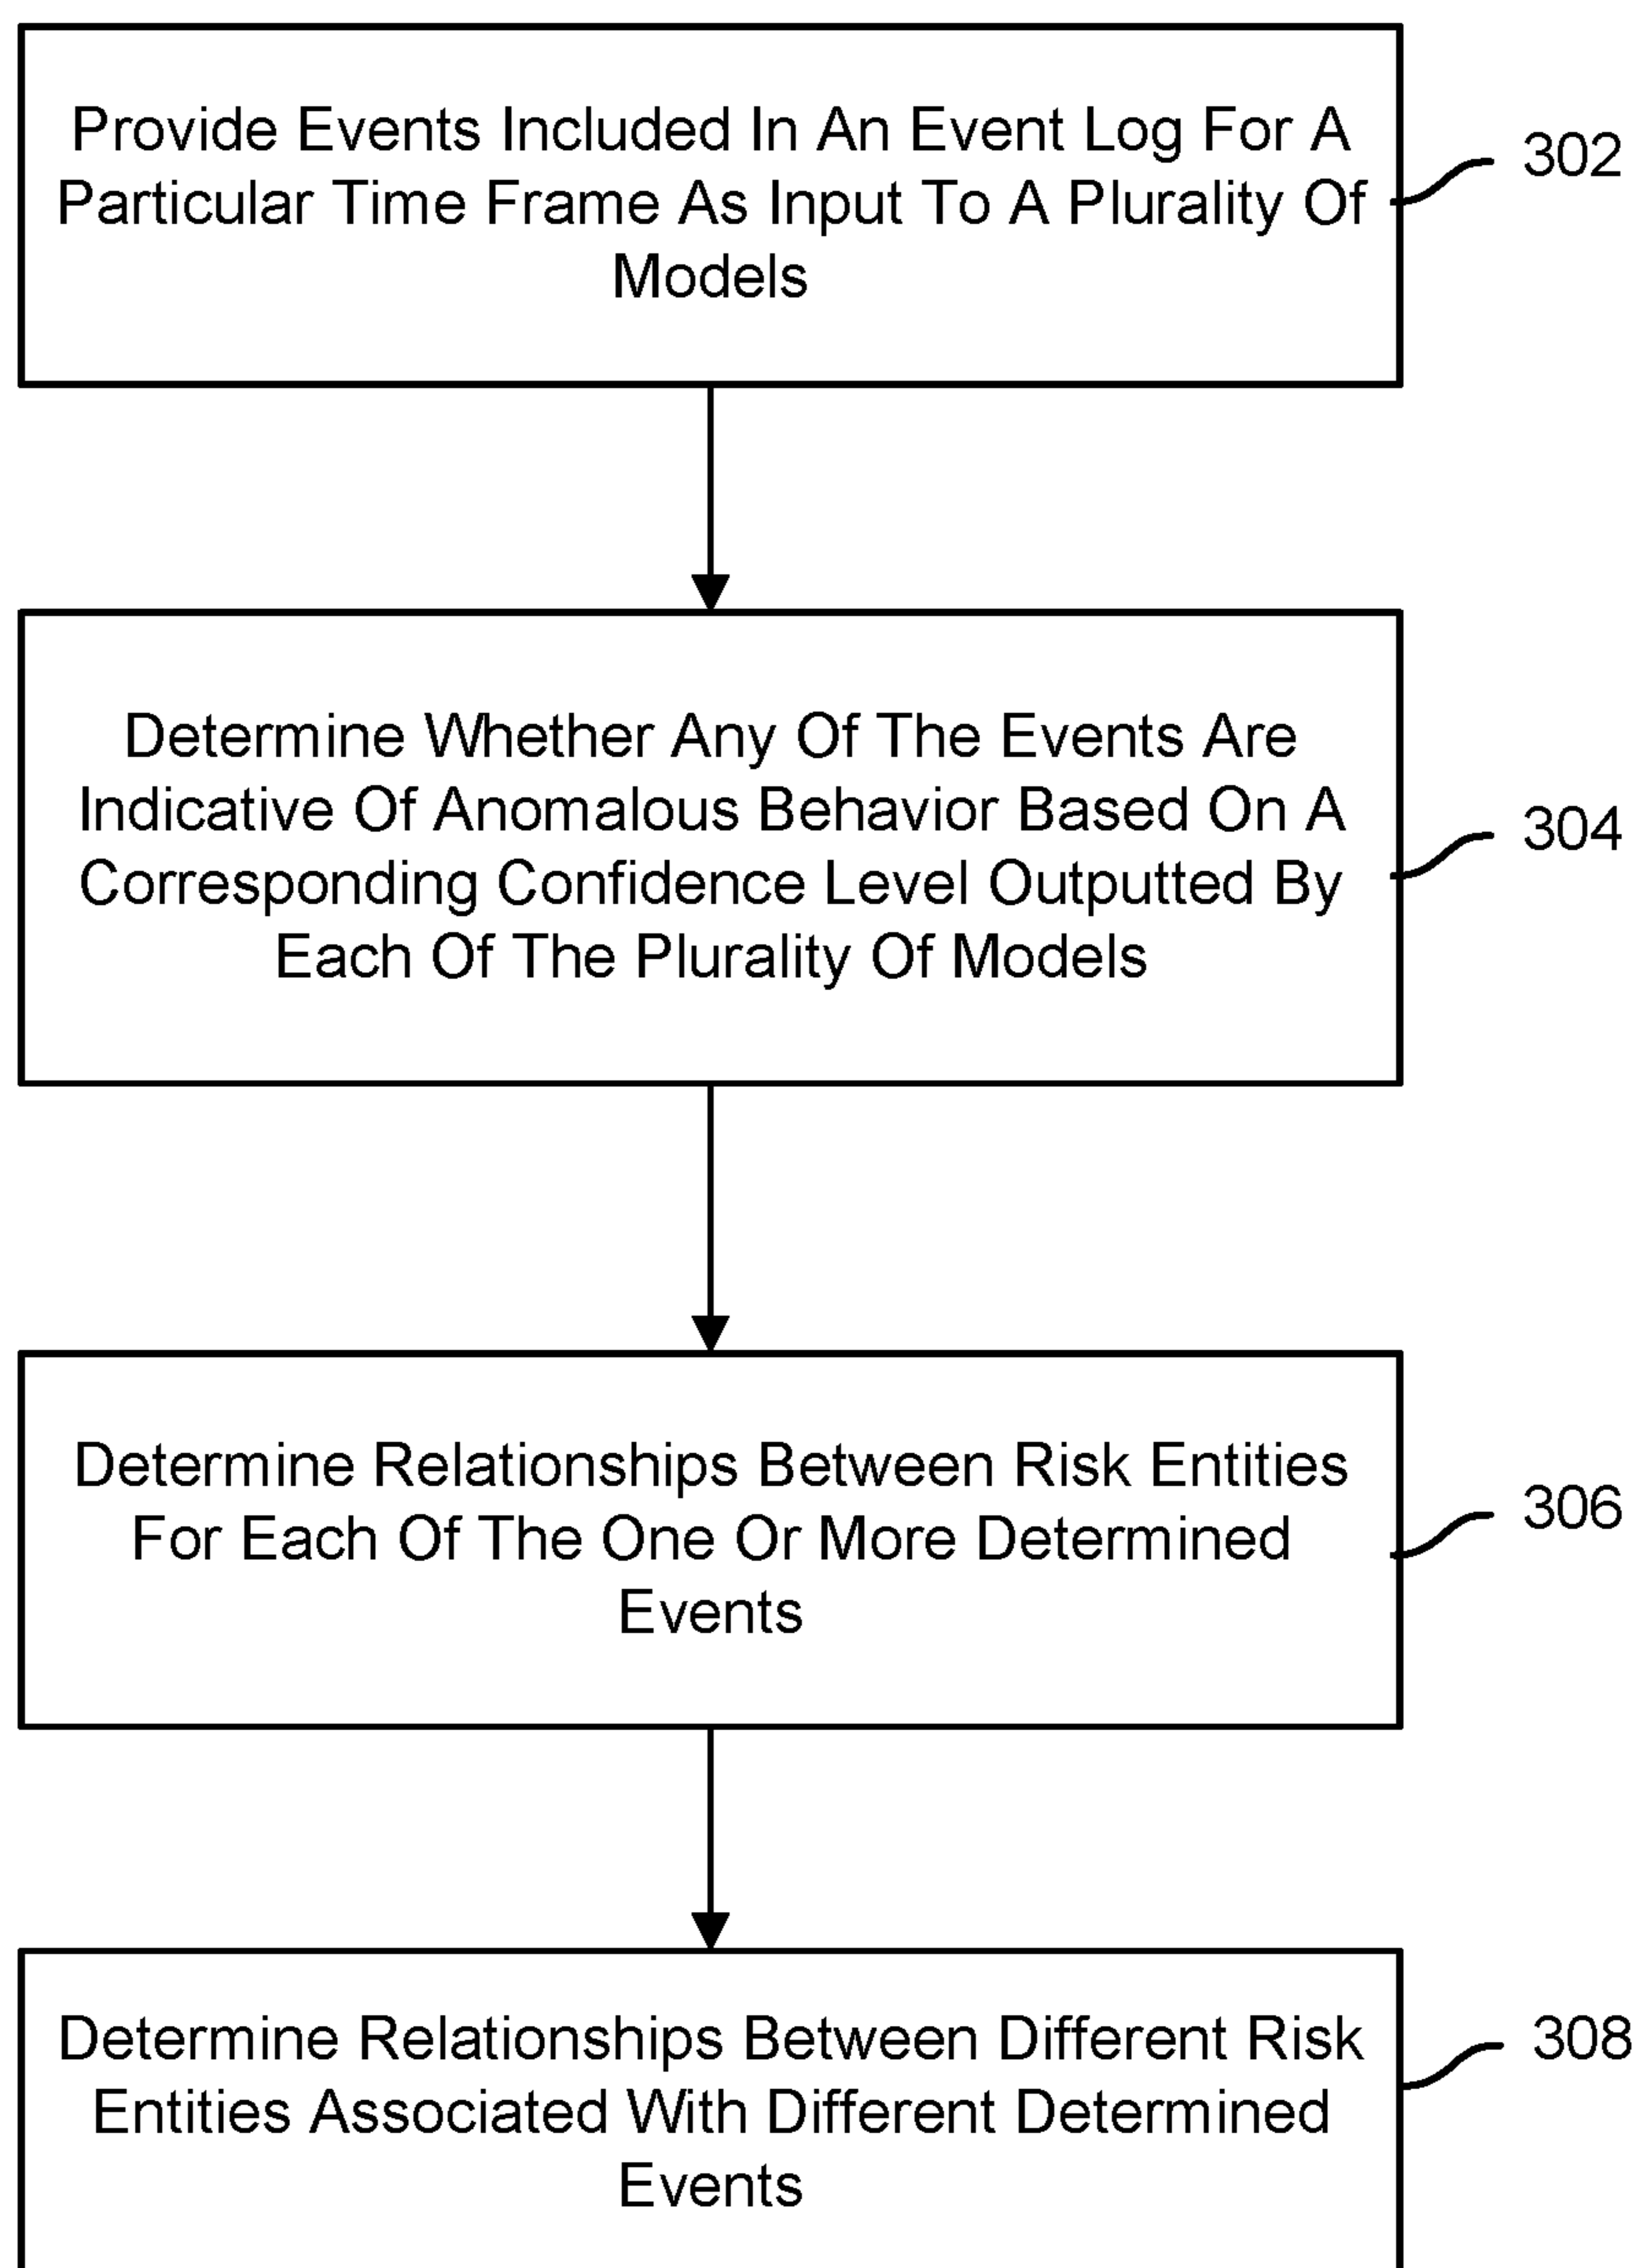 Provide Events Included In An Event Log For A
Particular Time Frame As Input To A Plurality Of
Models
302
Determine Whether Any Of The Events Are
Indicative Of Anomalous Behavior Based On A
Corresponding Confidence Level Outputted By
Each Of The Plurality Of Models
304
Determine Relationships Between Risk Entities
For Each Of The One Or More Determined
Events
306
Determine Relationships Between Different Risk
Entities Associated With Different Determined
Events
308